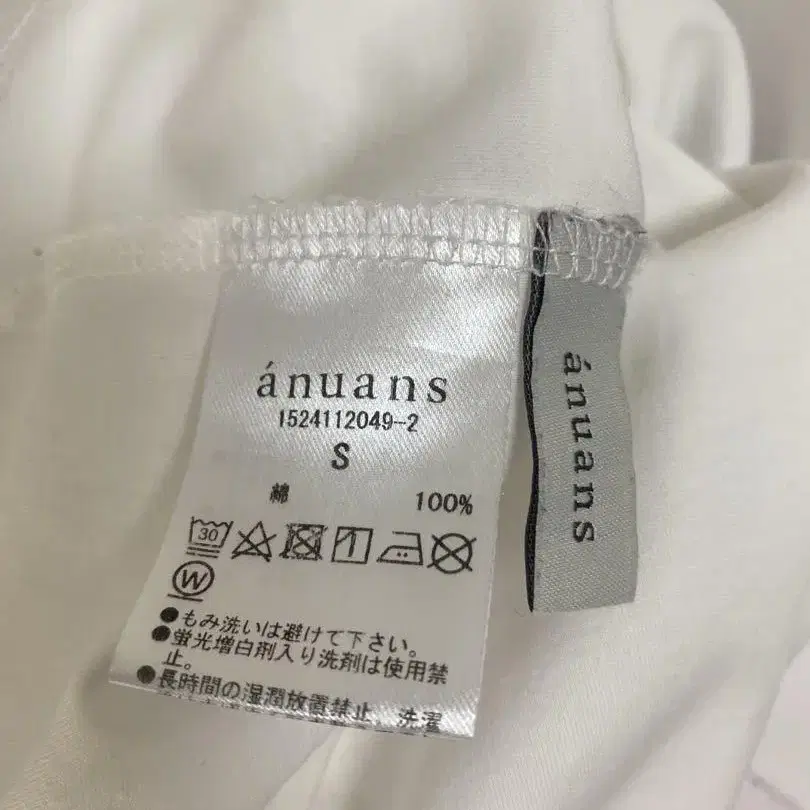 ánuans
1524112049-2
S
綿 100%
30
W
●もみ洗いは避けて下さい。
●蛍光増白剤入り洗剤は使用禁
止。
●長時間の湿潤放置禁止 洗濯
ánuans